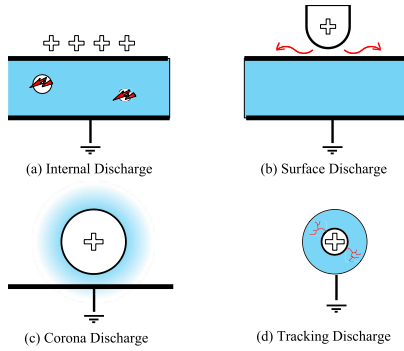 (a) Internal Discharge
(b) Surface Discharge
(c) Corona Discharge
(d) Tracking Discharge